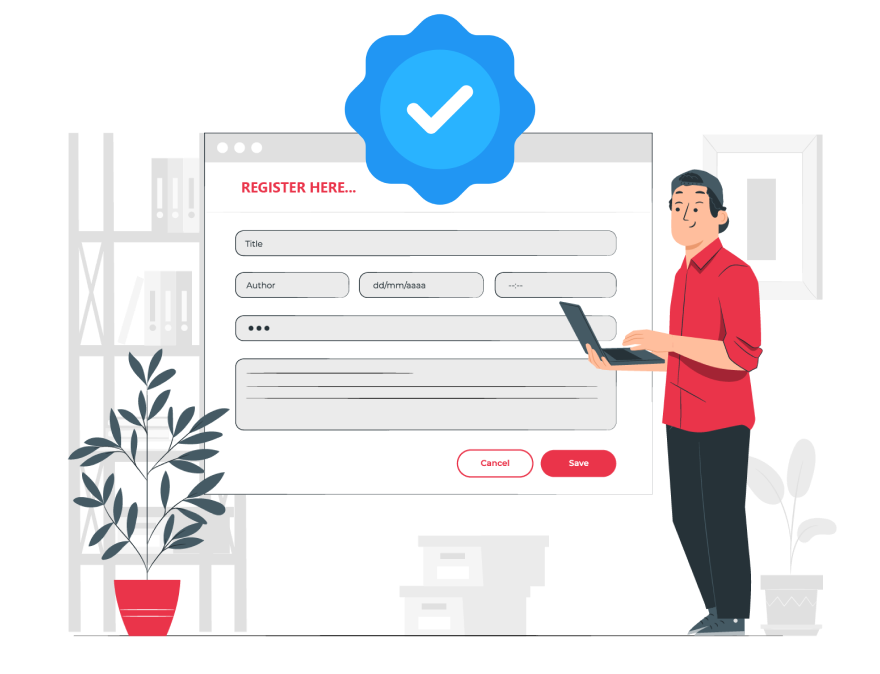 REGISTER HERE...
Title
Author
dd/mm/aaaa
--:--
Cancel
Save